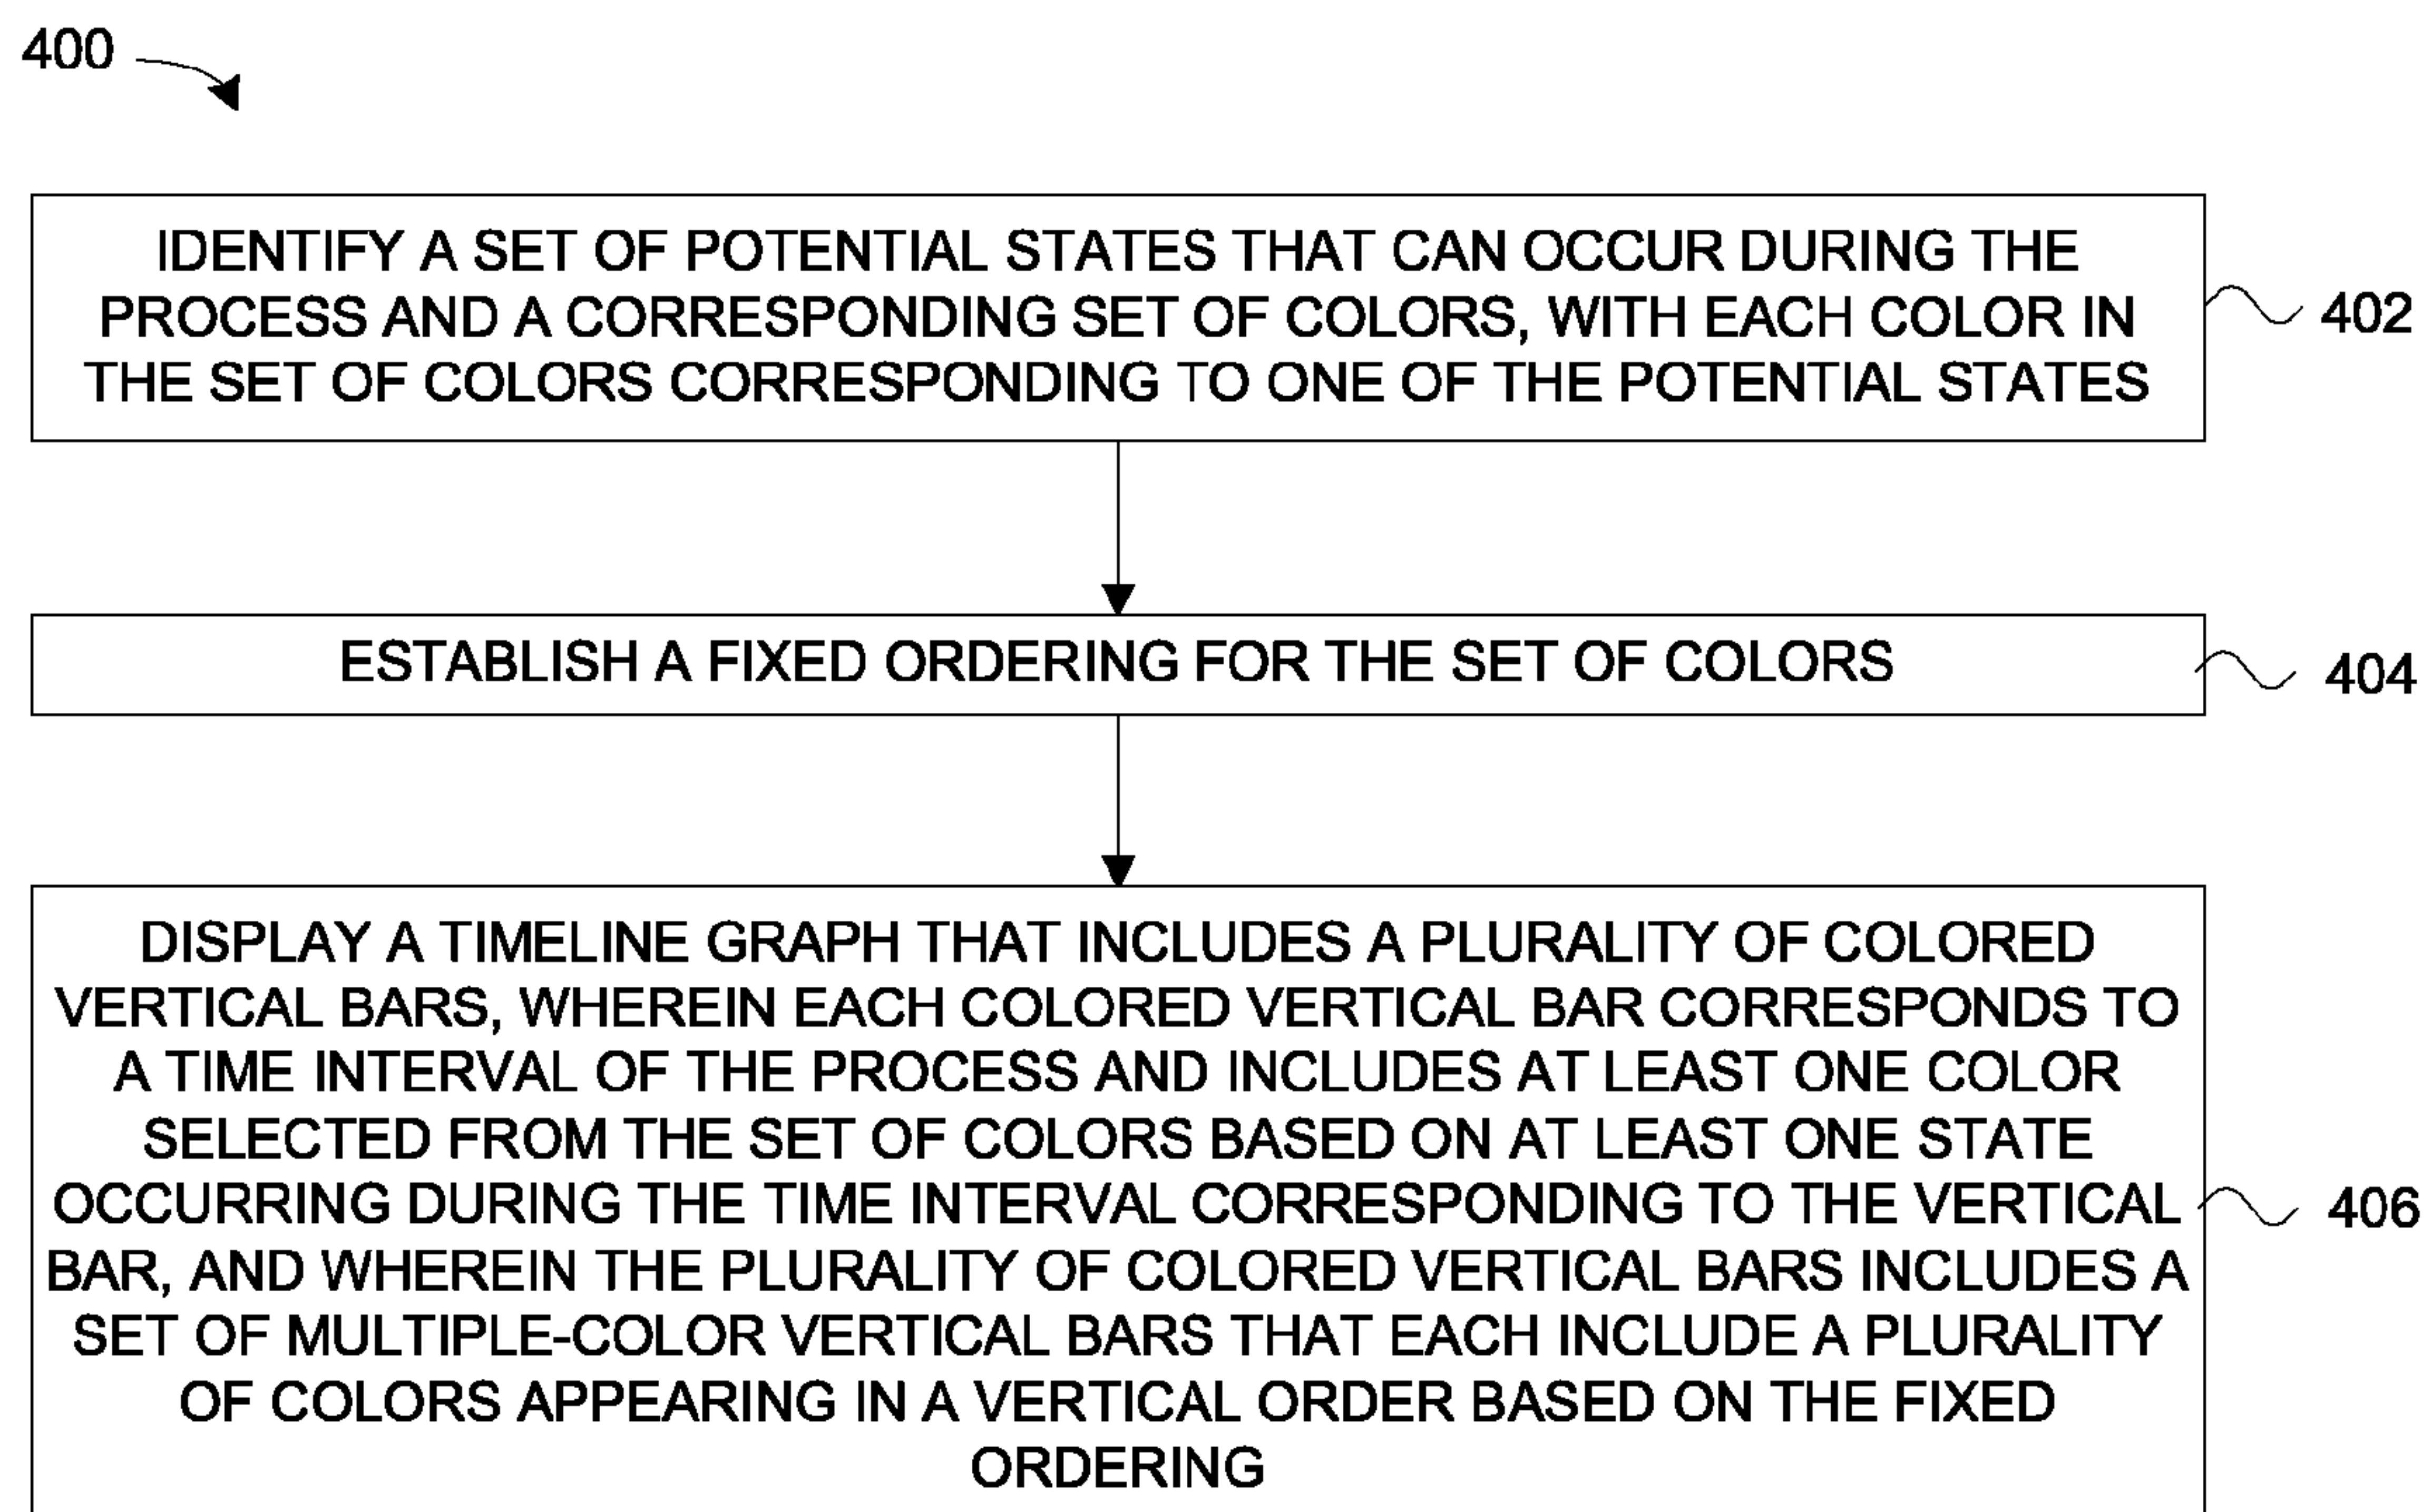 400
IDENTIFY A SET OF POTENTIAL STATES THAT CAN OCCUR DURING THE
PROCESS AND A CORRESPONDING SET OF COLORS, WITH EACH COLOR IN
THE SET OF COLORS CORRESPONDING TO ONE OF THE POTENTIAL STATES
402
ESTABLISH A FIXED ORDERING FOR THE SET OF COLORS
404
DISPLAY A TIMELINE GRAPH THAT INCLUDES A PLURALITY OF COLORED
VERTICAL BARS, WHEREIN EACH COLORED VERTICAL BAR CORRESPONDS TO
A TIME INTERVAL OF THE PROCESS AND INCLUDES AT LEAST ONE COLOR
SELECTED FROM THE SET OF COLORS BASED ON AT LEAST ONE STATE
OCCURRING DURING THE TIME INTERVAL CORRESPONDING TO THE VERTICAL
BAR, AND WHEREIN THE PLURALITY OF COLORED VERTICAL BARS INCLUDES A
SET OF MULTIPLE-COLOR VERTICAL BARS THAT EACH INCLUDE A PLURALITY
OF COLORS APPEARING IN A VERTICAL ORDER BASED ON THE FIXED
ORDERING
406